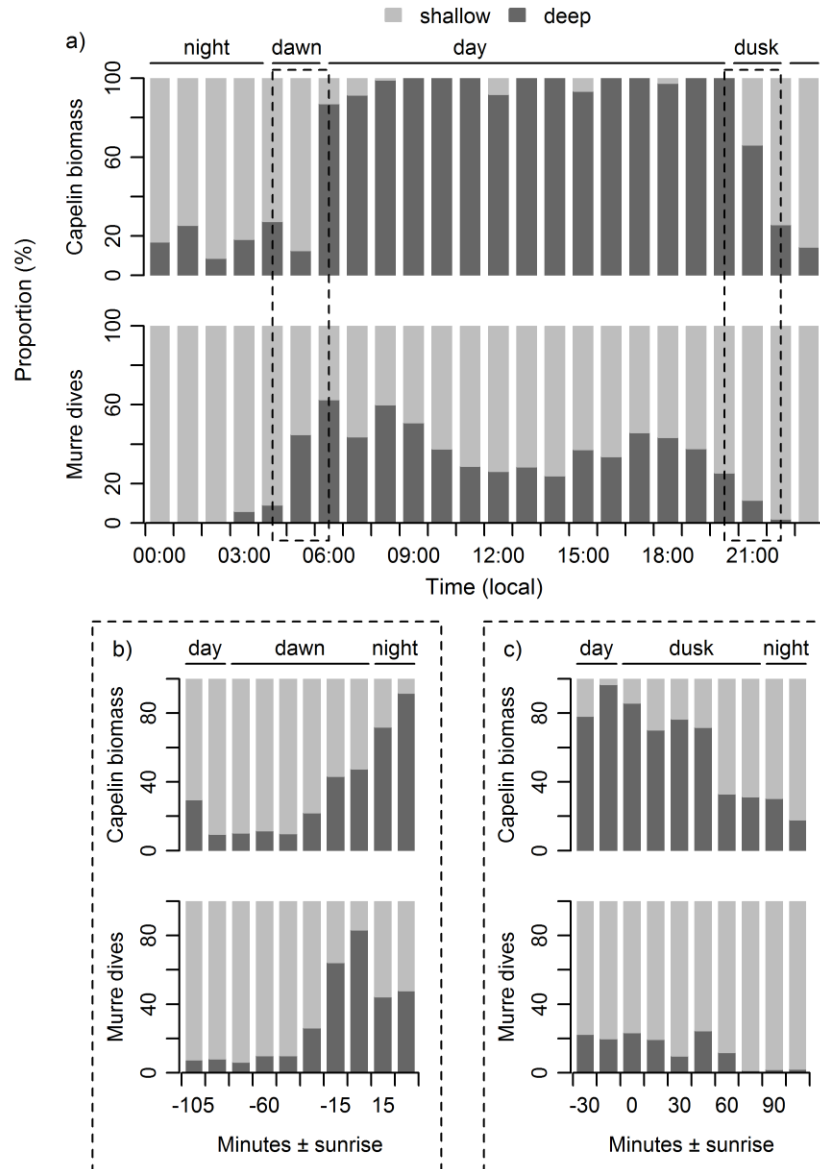 shallow deep
a)
night dawn day dusk
Proportion (%)
Capelin biomass
0 20 60 100
Murre dives
0 20 60 100
00:00 03:00 06:00 09:00 12:00 15:00 18:00 21:00
Time (local)
b)
day dawn night
Capelin biomass
0 40 80
Murre dives
0 40 80
-105 -60 -15 15
Minutes ± sunrise
c)
day dusk night
Capelin biomass
0 40 80
Murre dives
0 40 80
-30 0 30 60 90
Minutes ± sunrise